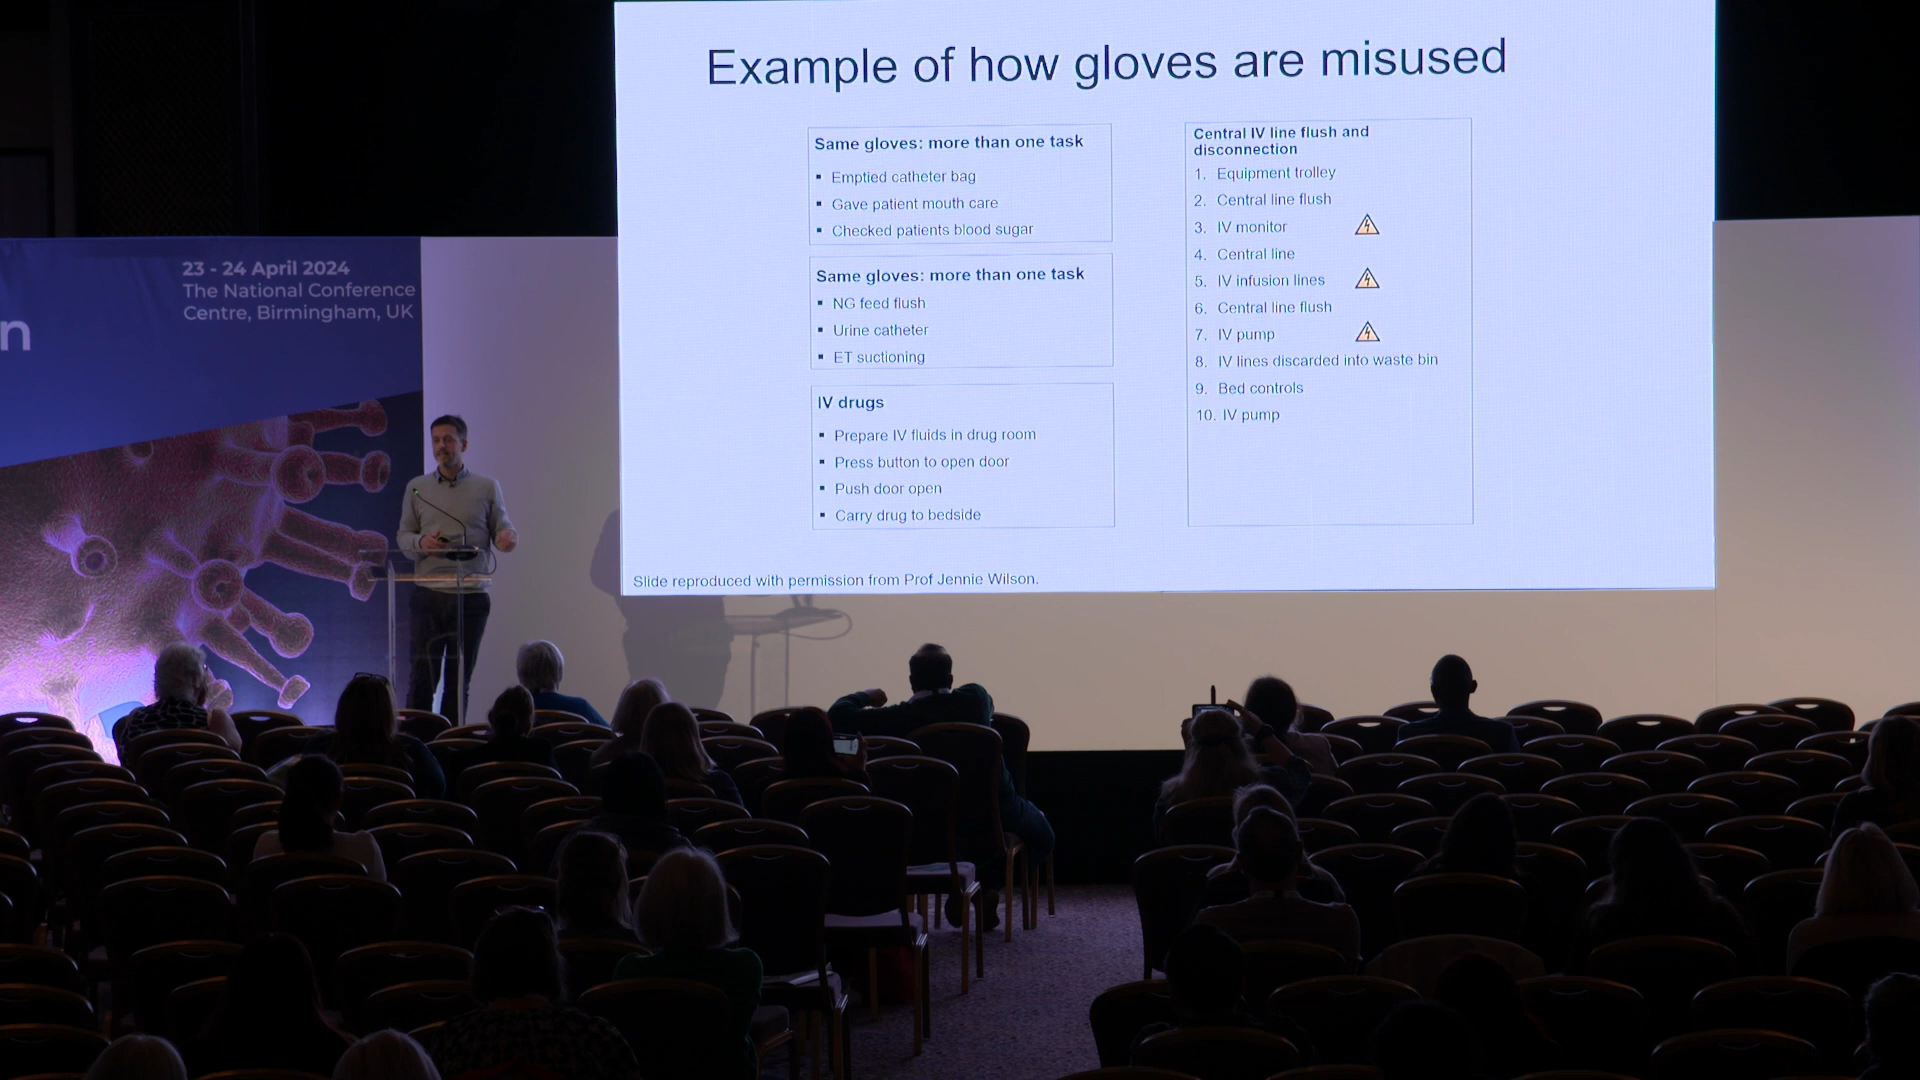 Example of how gloves are misused
Same gloves: more than one task
▪ Emptied catheter bag
▪ Gave patient mouth care
▪ Checked patients blood sugar
Same gloves: more than one task
▪ NG feed flush
▪ Urine catheter
▪ ET suctioning
IV drugs
▪ Prepare IV fluids in drug room
▪ Press button to open door
▪ Push door open
▪ Carry drug to bedside
Central IV line flush and
disconnection
1. Equipment trolley
2. Central line flush
3. IV monitor
4. Central line
5. IV infusion lines
6. Central line flush
7. IV pump
8. IV lines discarded into waste bin
9. Bed controls
10. IV pump
Slide reproduced with permission from Prof Jennie Wilson.
23 - 24 April 2024
The National Conference
Centre, Birmingham, UK
n